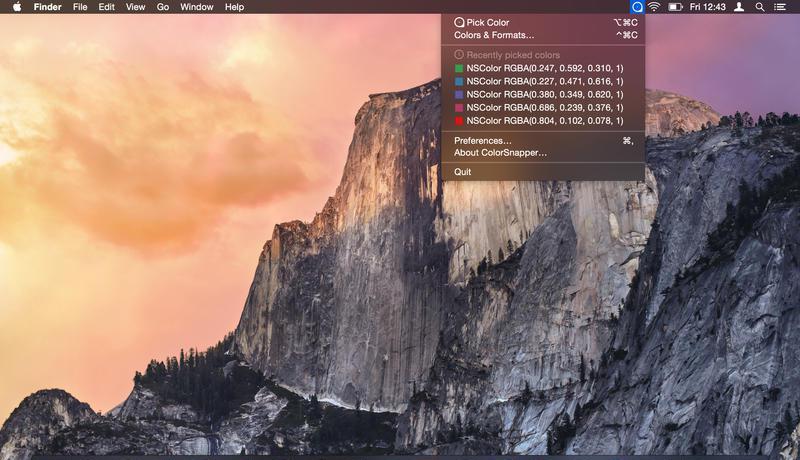 Finder File Edit View Go Window Help Fri 12:43
Pick Color ⌥⌘C
Colors & Formats… ^⌘C
Recently picked colors
NSColor RGBA(0.247, 0.592, 0.310, 1)
NSColor RGBA(0.227, 0.471, 0.616, 1)
NSColor RGBA(0.380, 0.349, 0.620, 1)
NSColor RGBA(0.686, 0.239, 0.376, 1)
NSColor RGBA(0.804, 0.102, 0.078, 1)
Preferences… ⌘,
About ColorSnapper…
Quit